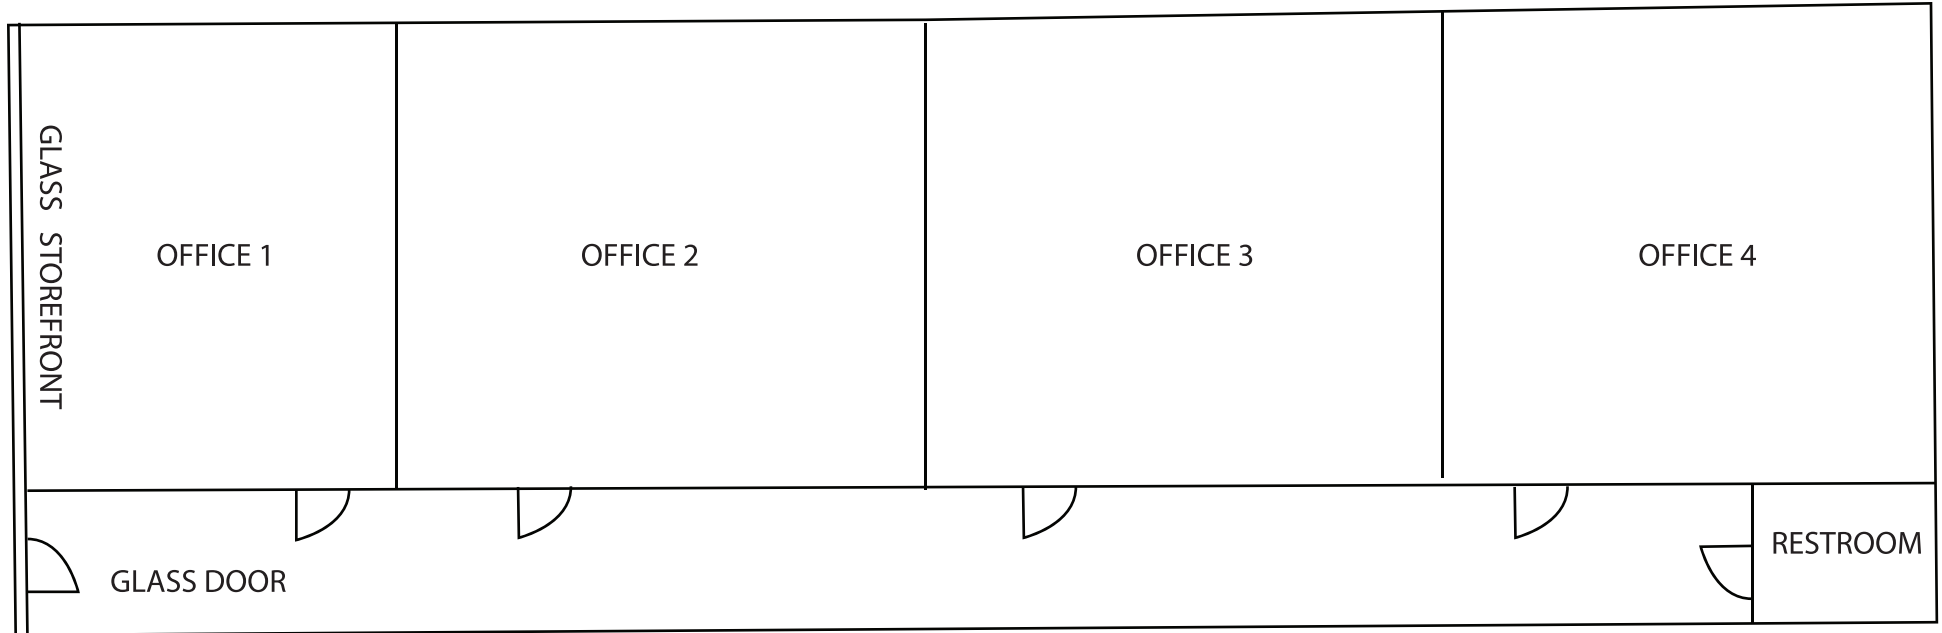 GLASS STOREFRONT
OFFICE 1
OFFICE 2
OFFICE 3
OFFICE 4
GLASS DOOR
RESTROOM